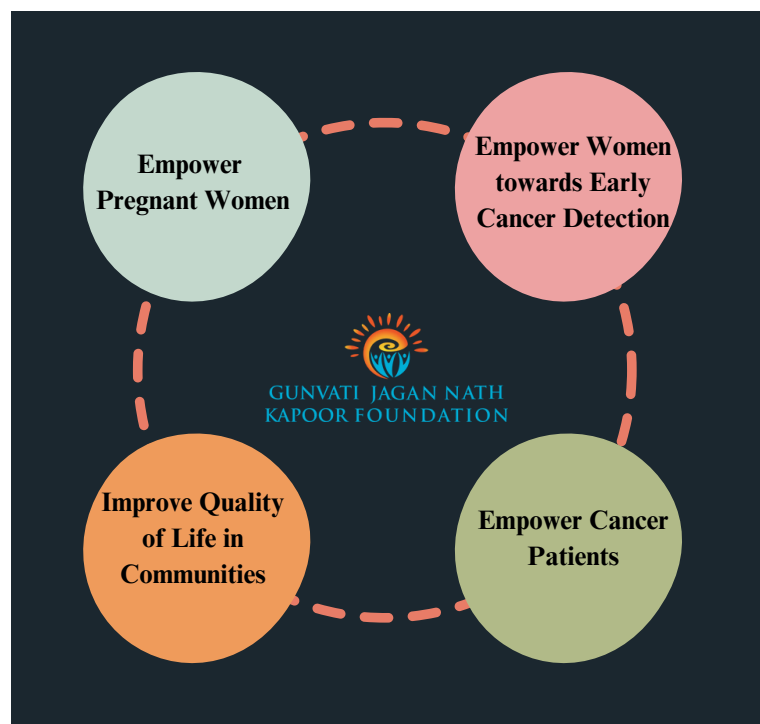 Empower
Pregnant Women
Empower Women
towards Early
Cancer Detection
GUNVATI JAGAN NATH
KAPOOR FOUNDATION
Improve Quality
of Life in
Communities
Empower Cancer
Patients